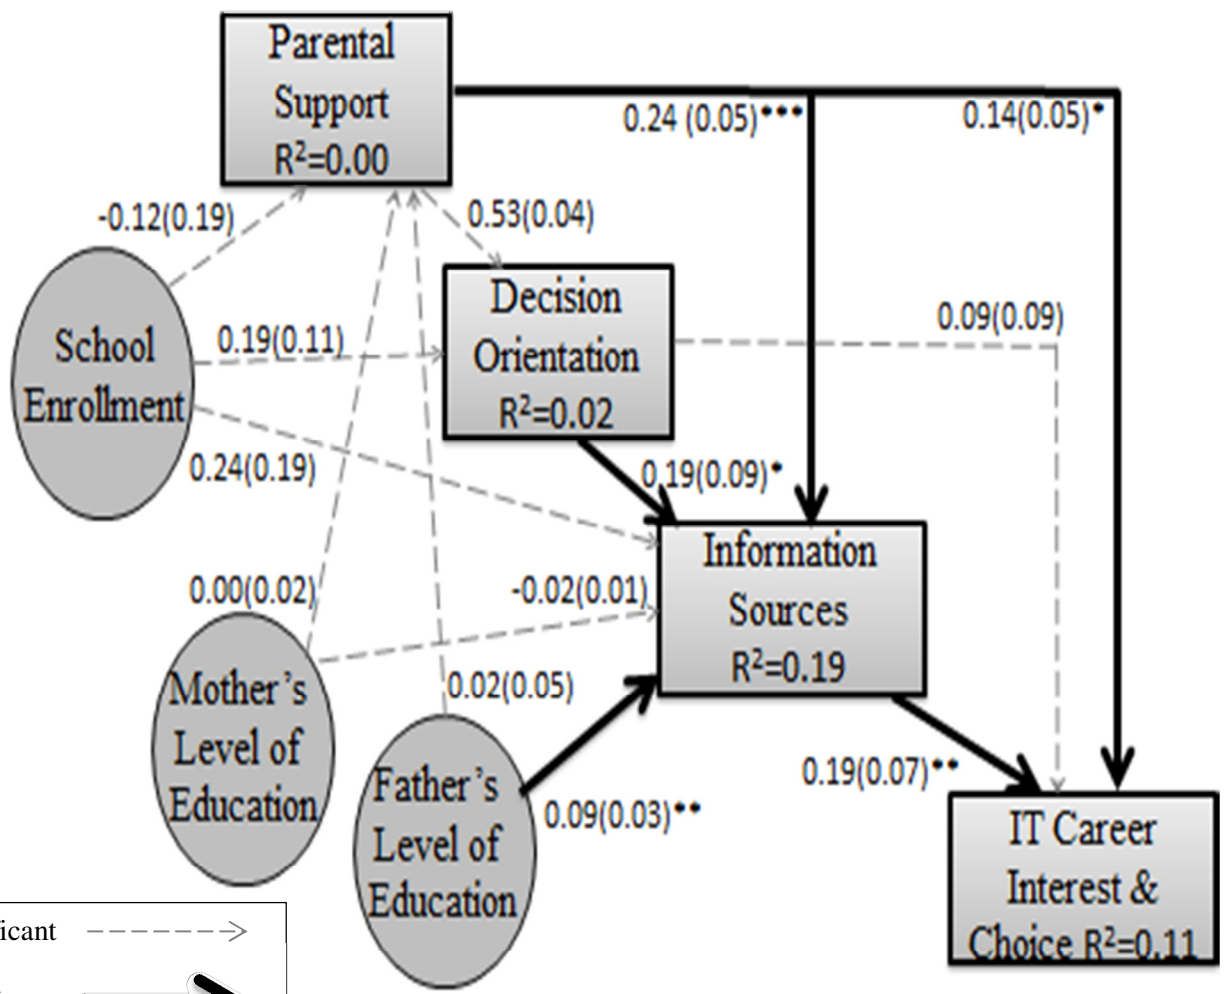 Parental
Support
R²=0.00
0.24 (0.05)***
0.14(0.05)*
-0.12(0.19)
0.53(0.04)
School
Enrollment
0.19(0.11)
Decision
Orientation
R²=0.02
0.09(0.09)
0.24(0.19)
0.19(0.09)*
Information
Sources
R²=0.19
0.00(0.02)
-0.02(0.01)
Mother's
Level of
Education
0.02(0.05)
Father's
Level of
Education
0.09(0.03)**
0.19(0.07)**
IT Career
Interest &
Choice R²=0.11
icant